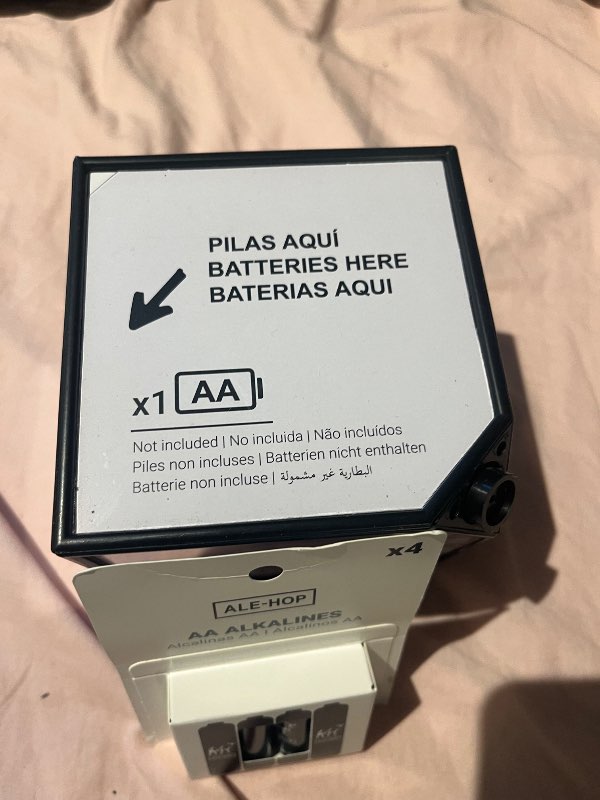 PILAS AQUÍ
BATTERIES HERE
BATERIAS AQUI
x1 AA
Not included | No incluida | Não incluídos
Piles non incluses | Batterien nicht enthalten
Batterie non incluse | البطارية غير مشمولة
x4
ALE-HOP
AA ALKALINES
Alcalinas AA | Alcalinos AA